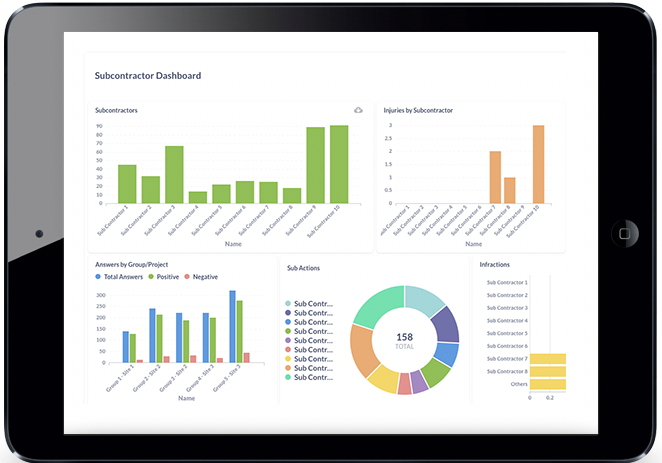 Subcontractor Dashboard
Subcontractors
90
80
70
60
50
40
30
20
10
0
Sub Contractor 1
Sub Contractor 2
Sub Contractor 3
Sub Contractor 4
Sub Contractor 5
Sub Contractor 6
Sub Contractor 7
Sub Contractor 8
Sub Contractor 9
Sub Contractor 10
Name
Injuries by Subcontractor
3
2.5
2
1.5
1
0.5
0
Sub Contractor 1
Sub Contractor 2
Sub Contractor 3
Sub Contractor 4
Sub Contractor 5
Sub Contractor 6
Sub Contractor 7
Sub Contractor 8
Sub Contractor 9
Sub Contractor 10
Name
Answers by Group/Project
Total Answers Positive Negative
300
250
200
150
100
50
0
Group 1 - Site 1
Group 2 - Site 2
Group 3 - Site 2
Group 4 - Site 3
Group 5 - Site 3
Name
Sub Actions
Sub Contr...
Sub Contr...
Sub Contr...
Sub Contr...
Sub Contr...
Sub Contr...
Sub Contr...
Sub Contr...
Sub Contr...
158
TOTAL
Infractions
Sub Contractor 1
Sub Contractor 2
Sub Contractor 3
Sub Contractor 4
Sub Contractor 5
Sub Contractor 6
Sub Contractor 7
Sub Contractor 8
Others
0 0.2